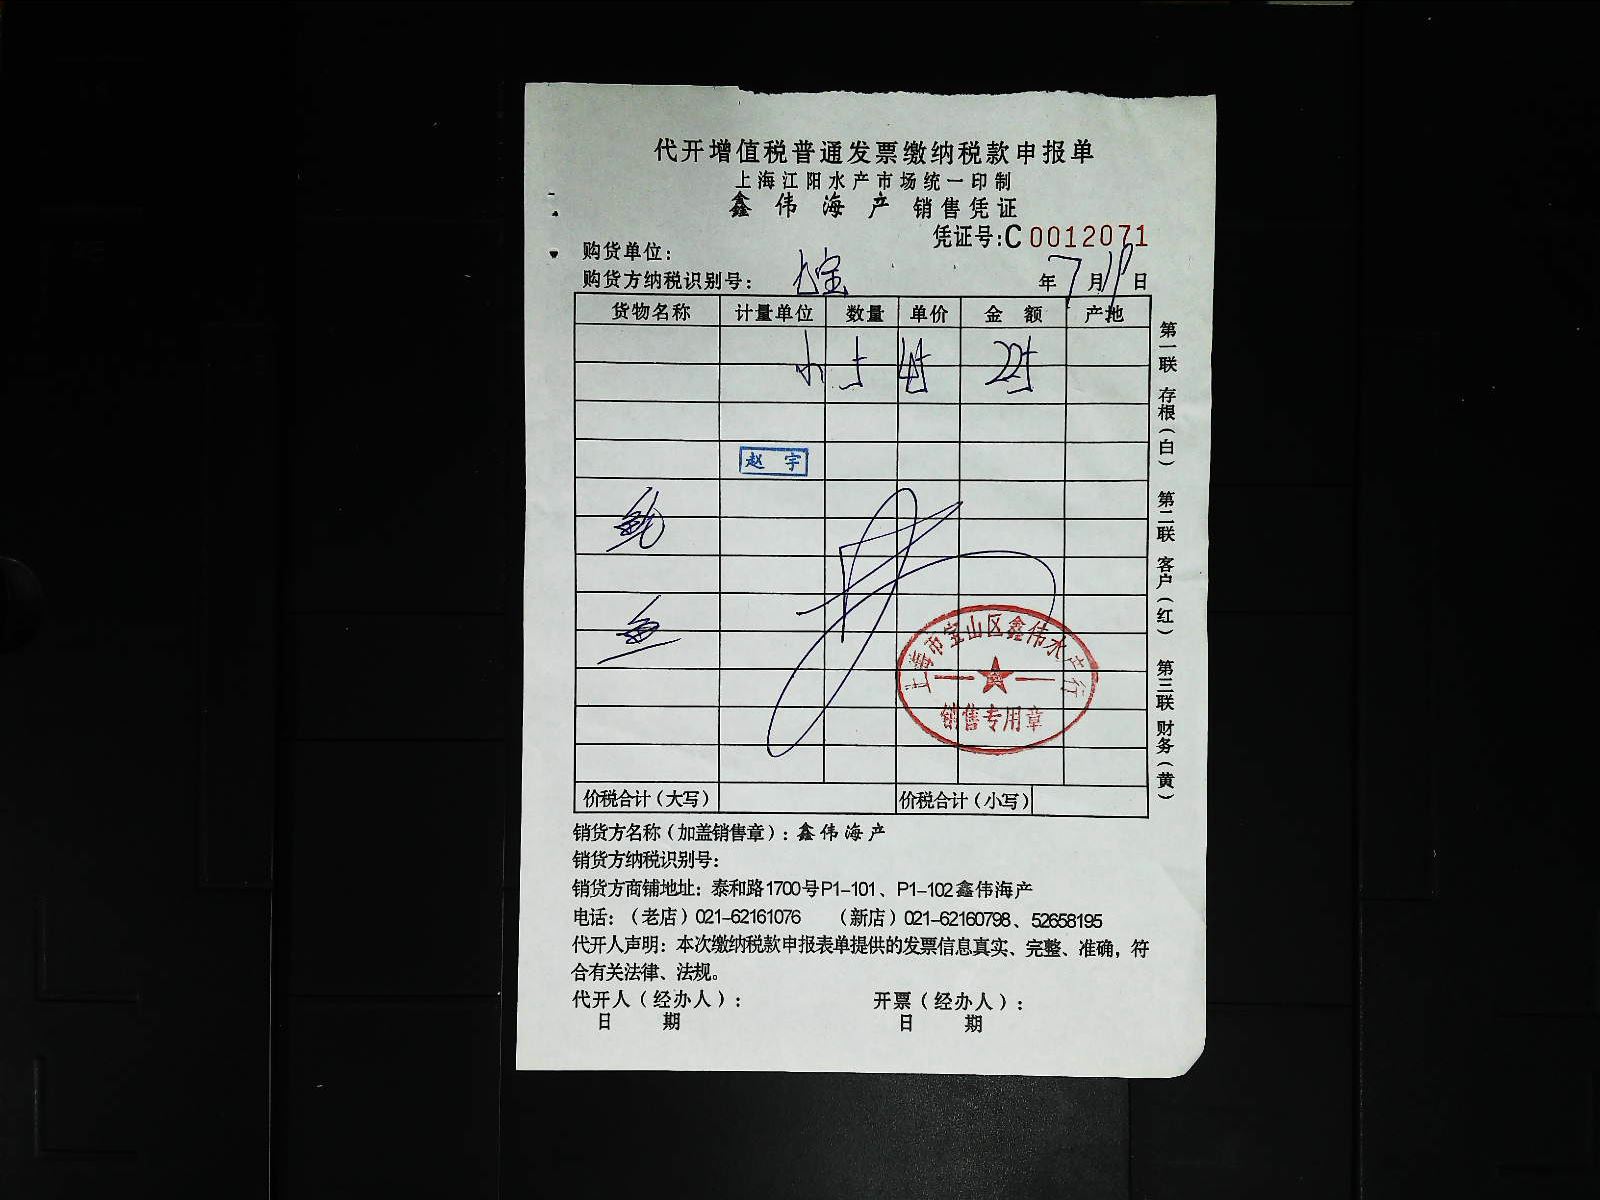 代开增值税普通发票缴纳税款申报单
上海江阳水产市场统一印制
鑫伟海产 销售凭证
凭证号:C 0012071
购货单位:
购货方纳税识别号: 年7月19日
货物名称 计量单位 数量 单价 金额 产地
赵宇
鲍
鱼
上海市宝山区鑫伟水产行
销售专用章
价税合计(大写) 价税合计(小写)
第一联 存根(白) 第二联 客户(红) 第三联 财务(黄)
销货方名称(加盖销售章):鑫伟海产
销货方纳税识别号:
销货方商铺地址:泰和路1700号P1-101、P1-102鑫伟海产
电话:(老店)021-62161076 (新店)021-62160798、52658195
代开人声明:本次缴纳税款申报表单提供的发票信息真实、完整、准确,符
合有关法律、法规。
代开人(经办人): 开票(经办人):
日期 日期